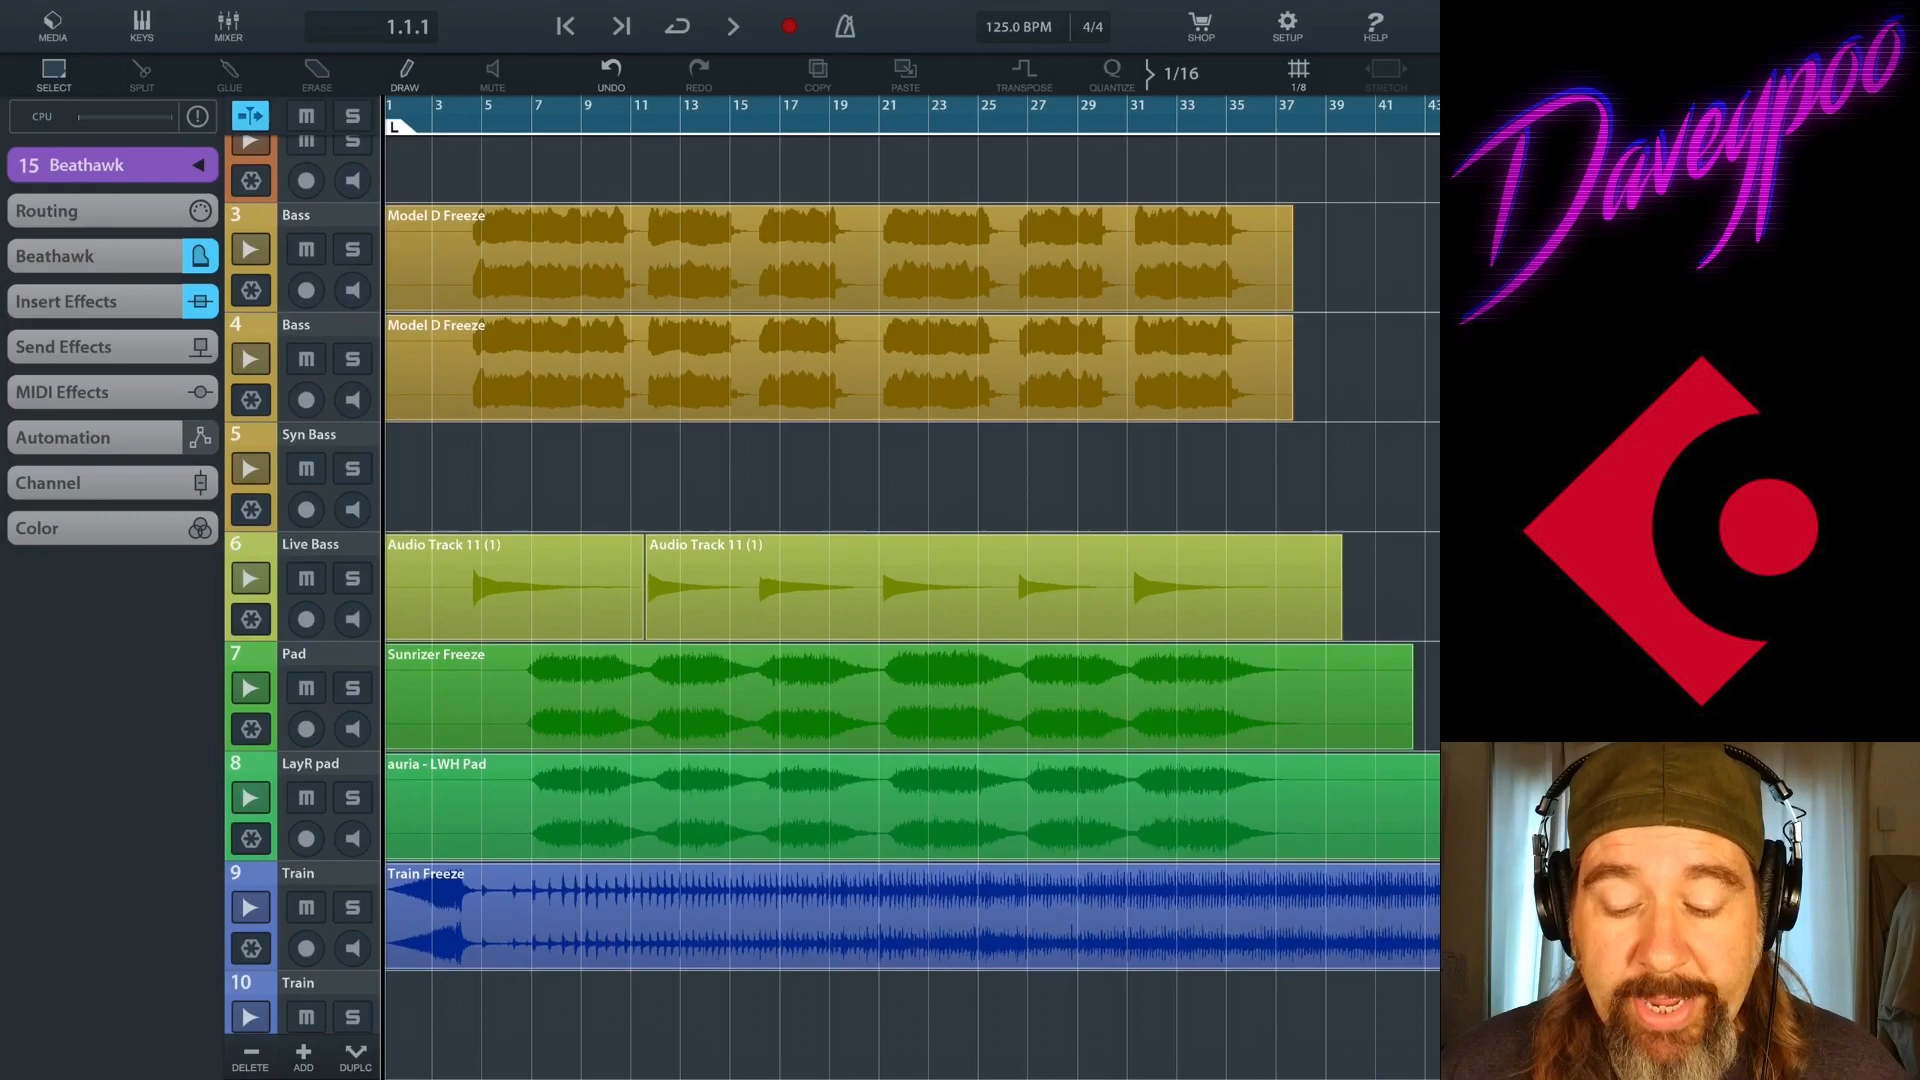 MEDIA
KEYS
MIXER
1.1.1
125.0 BPM
4/4
SHOP
SETUP
?
HELP
SELECT
SPLIT
GLUE
ERASE
DRAW
MUTE
UNDO
REDO
COPY
PASTE
TRANSPOSE
Q
QUANTIZE
1/16
1/8
STRETCH
CPU
m S
1 3 5 7 9 11 13 15 17 19 21 23 25 27 29 31 33 35 37 39 41 43
L
15 Beathawk
Routing
Beathawk
Insert Effects
Send Effects
MIDI Effects
Automation
Channel
Color
m S
3 Bass
m S
Model D Freeze
4 Bass
m S
Model D Freeze
5 Syn Bass
m S
6 Live Bass
m S
Audio Track 11 (1)
Audio Track 11 (1)
7 Pad
m S
Sunrizer Freeze
8 LayR pad
m S
auria - LWH Pad
9 Train
m S
Train Freeze
10 Train
m S
DELETE
ADD
DUPLC
Daveypoo